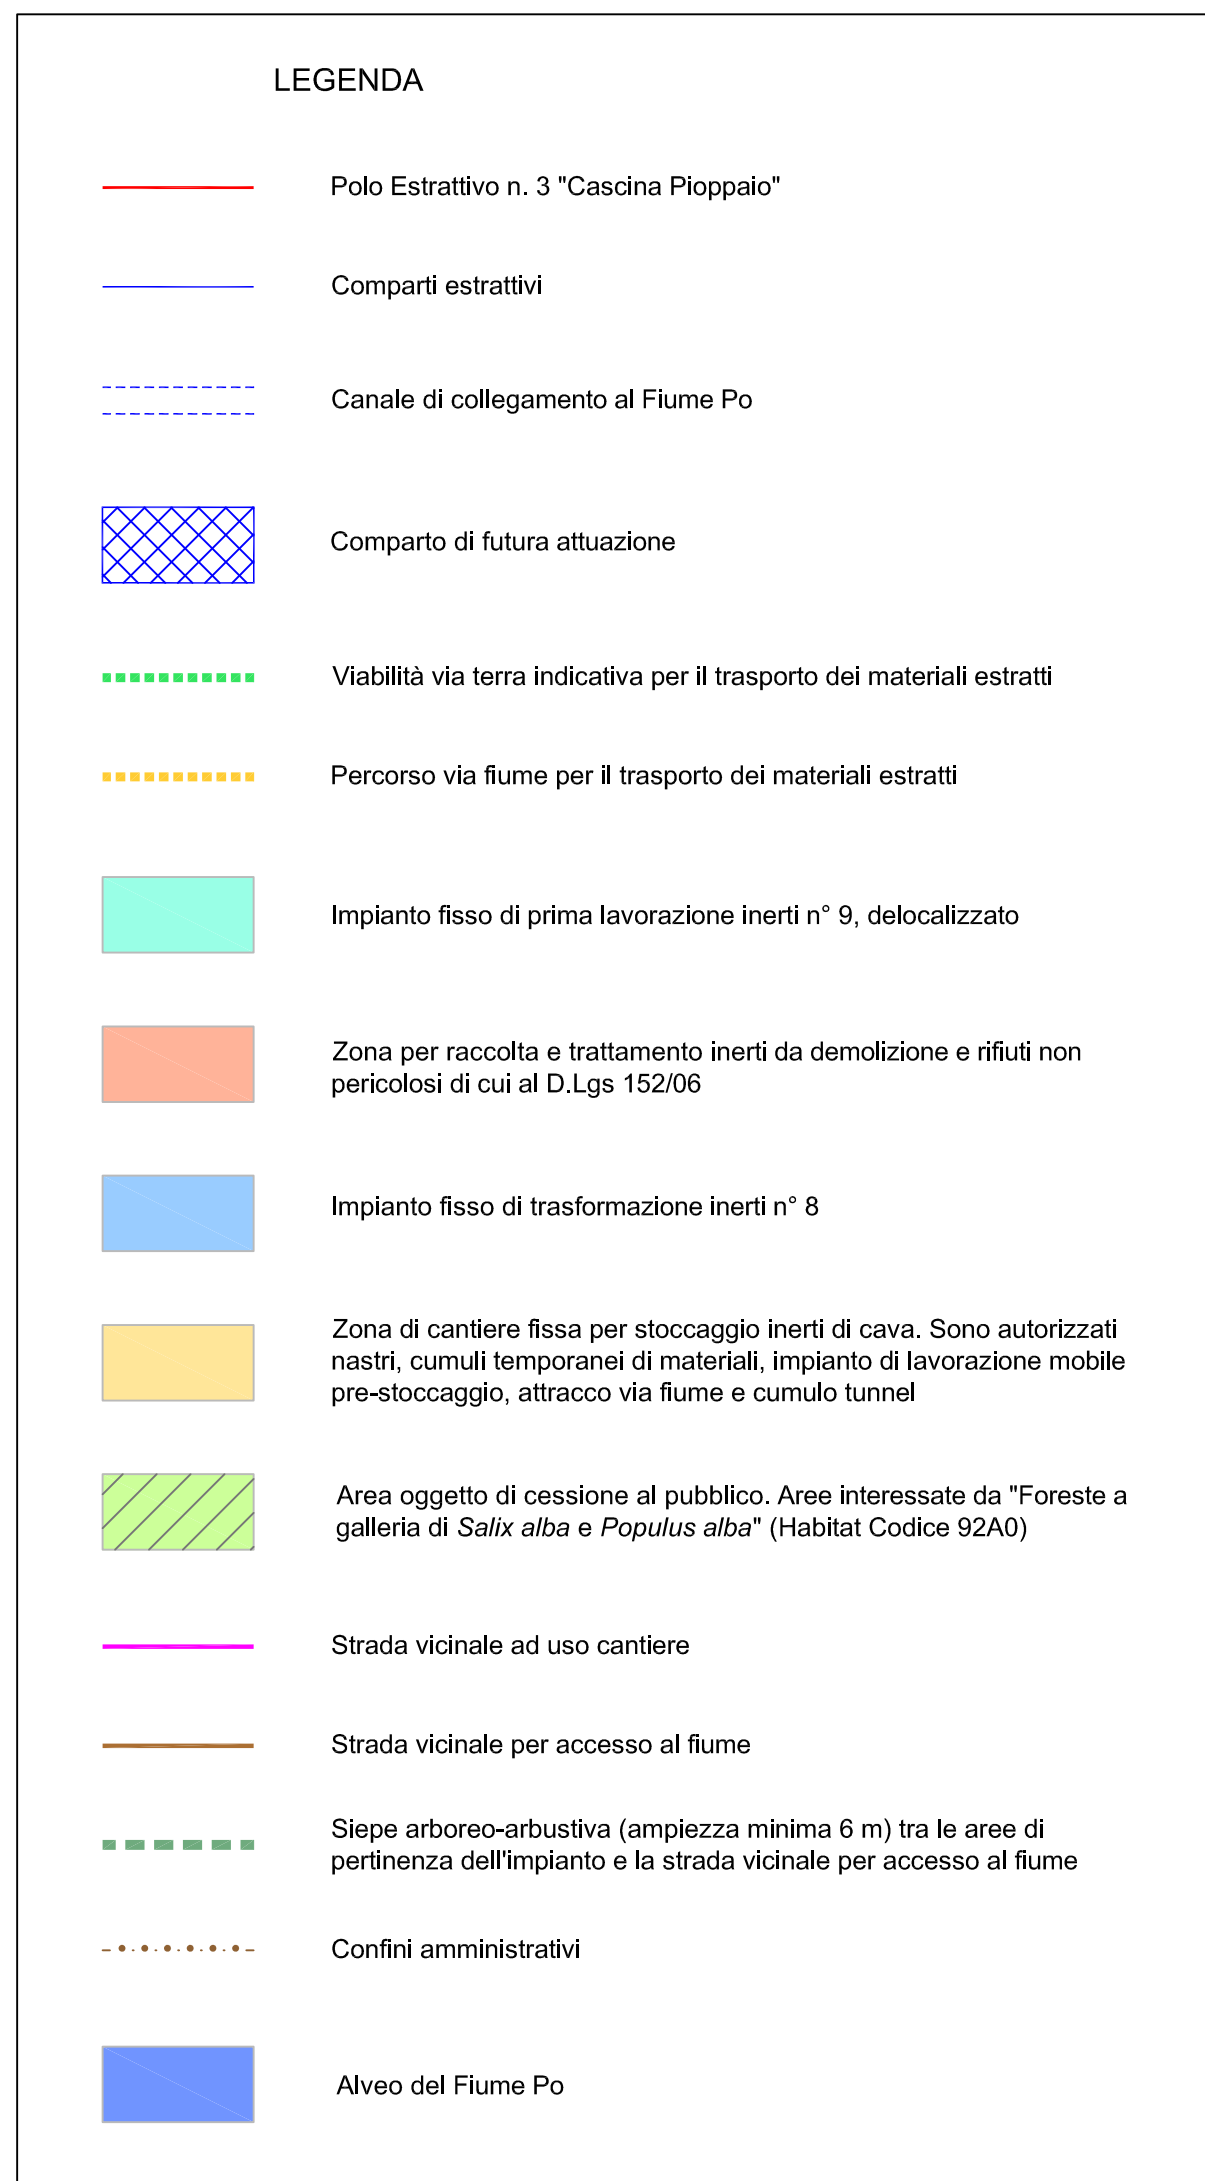 LEGENDA
Polo Estrattivo n. 3 "Cascina Pioppaio"
Comparti estrattivi
Canale di collegamento al Fiume Po
Comparto di futura attuazione
Viabilità via terra indicativa per il trasporto dei materiali estratti
Percorso via fiume per il trasporto dei materiali estratti
Impianto fisso di prima lavorazione inerti n° 9, delocalizzato
Zona per raccolta e trattamento inerti da demolizione e rifiuti non
pericolosi di cui al D.Lgs 152/06
Impianto fisso di trasformazione inerti n° 8
Zona di cantiere fissa per stoccaggio inerti di cava. Sono autorizzati
nastri, cumuli temporanei di materiali, impianto di lavorazione mobile
pre-stoccaggio, attracco via fiume e cumulo tunnel
Area oggetto di cessione al pubblico. Aree interessate da "Foreste a
galleria di Salix alba e Populus alba" (Habitat Codice 92A0)
Strada vicinale ad uso cantiere
Strada vicinale per accesso al fiume
Siepe arboreo-arbustiva (ampiezza minima 6 m) tra le aree di
pertinenza dell'impianto e la strada vicinale per accesso al fiume
Confini amministrativi
Alveo del Fiume Po